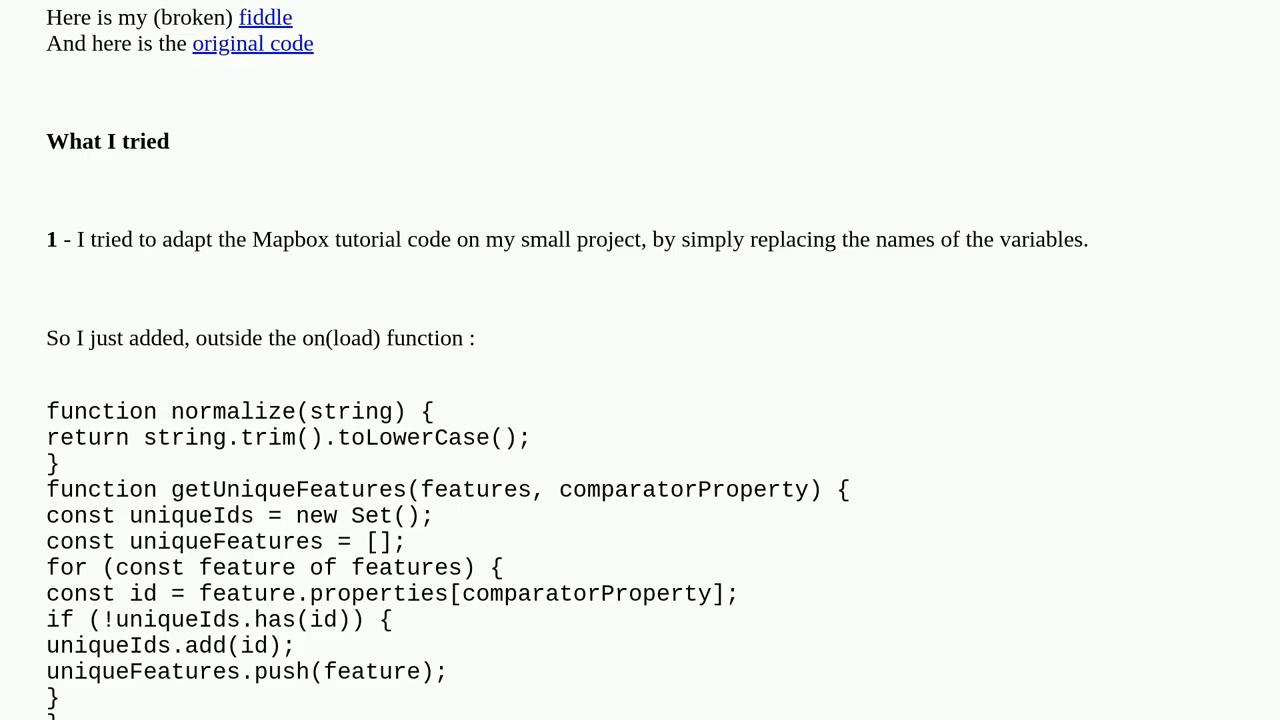 Here is my (broken) fiddle
And here is the original code
What I tried
1 - I tried to adapt the Mapbox tutorial code on my small project, by simply replacing the names of the variables.
So I just added, outside the on(load) function :
function normalize(string) {
return string.trim().toLowerCase();
}
function getUniqueFeatures(features, comparatorProperty) {
const uniqueIds = new Set();
const uniqueFeatures = [];
for (const feature of features) {
const id = feature.properties[comparatorProperty];
if (!uniqueIds.has(id)) {
uniqueIds.add(id);
uniqueFeatures.push(feature);
}
}